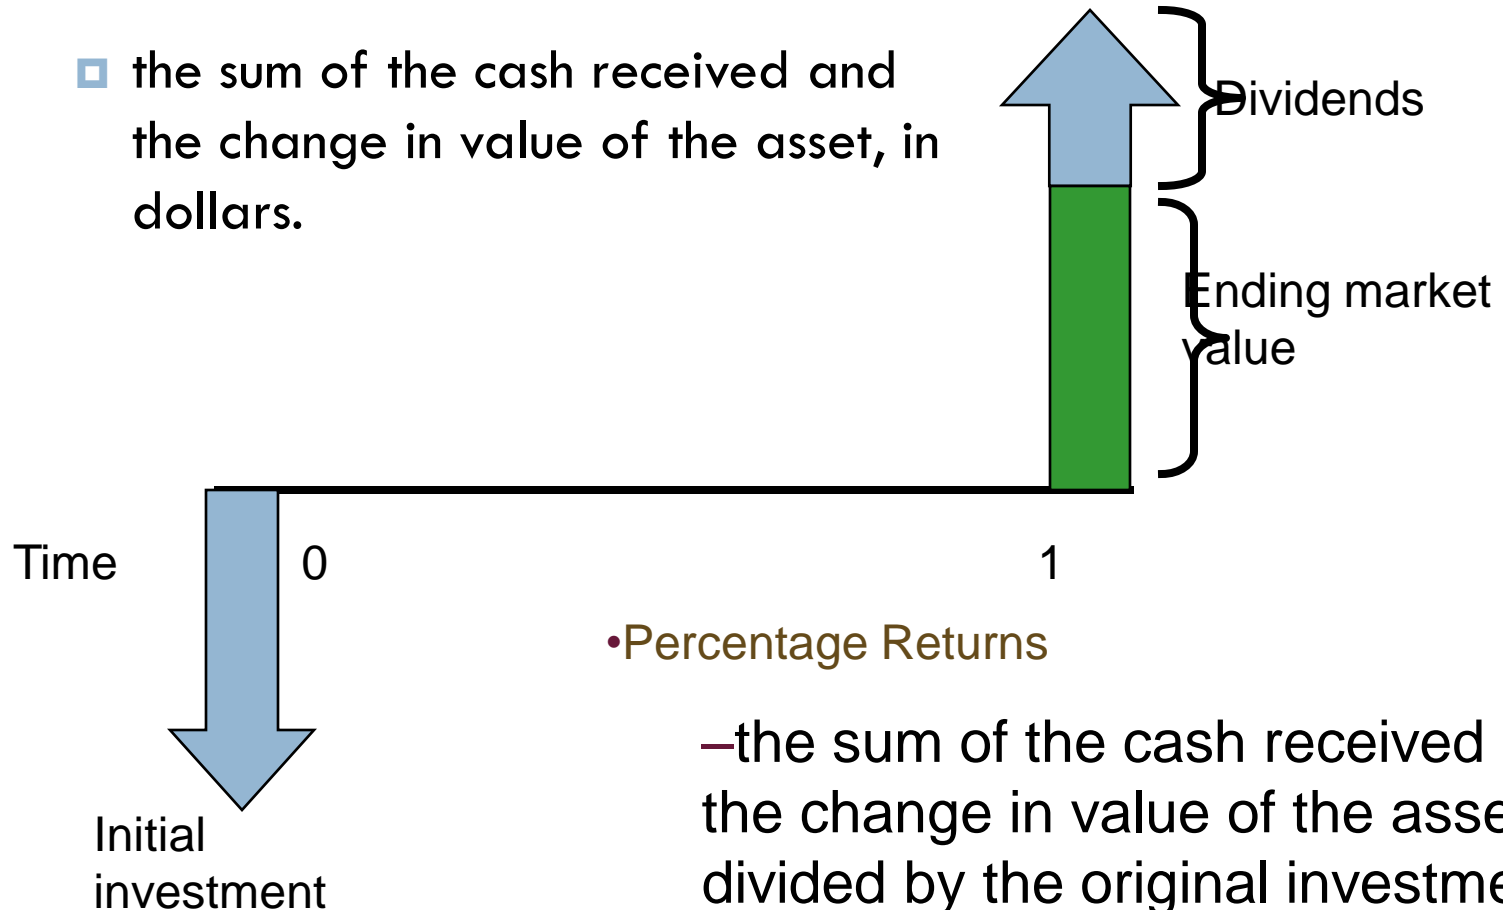 the sum of the cash received and
the change in value of the asset, in
dollars.
Dividends
Ending market
value
Time
0
1
•Percentage Returns
–the sum of the cash received
the change in value of the
divided by the original
Initial
investment